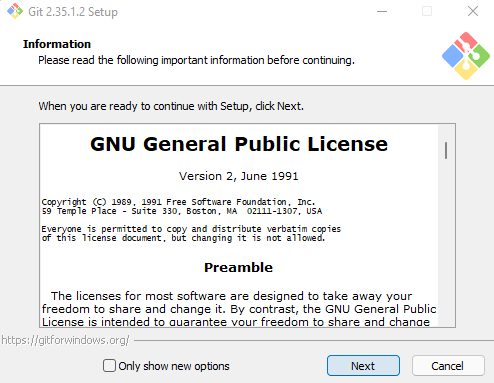 Git 2.35.1.2 Setup
Information
Please read the following important information before continuing.
When you are ready to continue with Setup, click Next.
GNU General Public License
Version 2, June 1991
Copyright (C) 1989, 1991 Free Software Foundation, Inc.
59 Temple Place - Suite 330, Boston, MA  02111-1307, USA
Everyone is permitted to copy and distribute verbatim copies
of this license document, but changing it is not allowed.
Preamble
The licenses for most software are designed to take away your
freedom to share and change it. By contrast, the GNU General Public
License is intended to guarantee your freedom to share and change
https://gitforwindows.org/
Only show new options
Next
Cancel